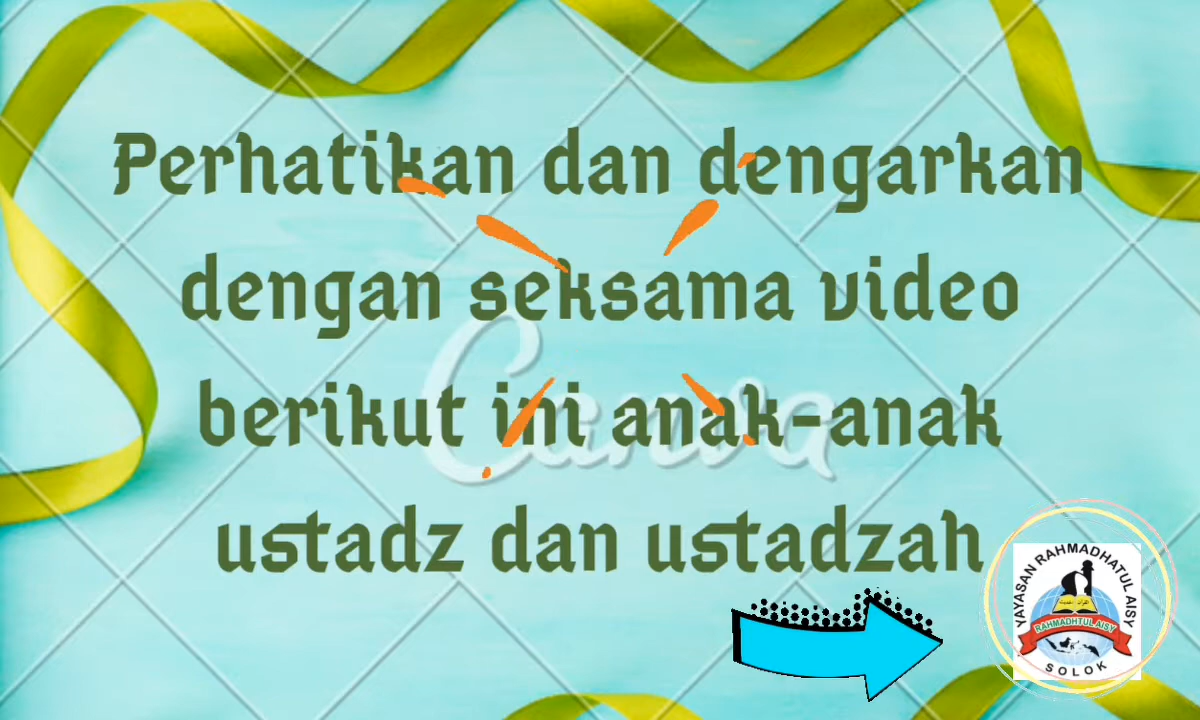 Perhatikan dan dengarkan
dengan seksama video
berikut ini anak-anak
ustadz dan ustadzah
Canva
YAYASAN RAHMADHATUL AISY
RAHMADHTUL AISY
SOLOK